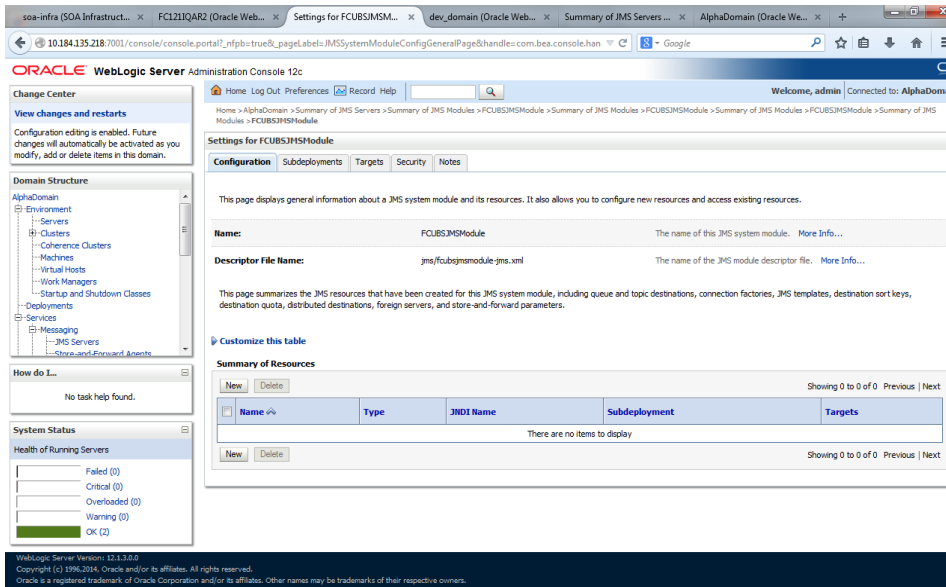 soa-infra (SOA Infrastruct... × FC121IQAR2 (Oracle Web... × Settings for FCUBSJMSM... × dev_domain (Oracle Web... × Summary of JMS Servers ... × AlphaDomain (Oracle We... × +
10.184.135.218:7001/console/console.portal?_nfpb=true&_pageLabel=JMSSystemModuleConfigGeneralPage&handle=com.bea.console.han Google
ORACLE WebLogic Server Administration Console 12c
Change Center
View changes and restarts
Configuration editing is enabled. Future
changes will automatically be activated as you
modify, add or delete items in this domain.
Domain Structure
AlphaDomain
Environment
Servers
Clusters
Coherence Clusters
Machines
Virtual Hosts
Work Managers
Startup and Shutdown Classes
Deployments
Services
Messaging
JMS Servers
Store-and-Forward Agents
How do I...
No task help found.
System Status
Health of Running Servers
Failed (0)
Critical (0)
Overloaded (0)
Warning (0)
OK (2)
Home Log Out Preferences Record Help
Welcome, admin Connected to: AlphaDom
Home >AlphaDomain >Summary of JMS Servers >Summary of JMS Modules >FCUBSJMSModule >Summary of JMS Modules >FCUBSJMSModule >Summary of JMS Modules >FCUBSJMSModule >Summary of JMS
Modules >FCUBSJMSModule
Settings for FCUBSJMSModule
Configuration Subdeployments Targets Security Notes
This page displays general information about a JMS system module and its resources. It also allows you to configure new resources and access existing resources.
Name: FCUBSJMSModule The name of this JMS system module. More Info...
Descriptor File Name: jms/fcubsjmsmodule-jms.xml The name of the JMS module descriptor file. More Info...
This page summarizes the JMS resources that have been created for this JMS system module, including queue and topic destinations, connection factories, JMS templates, destination sort keys,
destination quota, distributed destinations, foreign servers, and store-and-forward parameters.
Customize this table
Summary of Resources
New Delete Showing 0 to 0 of 0 Previous | Next
Name Type JNDI Name Subdeployment Targets
There are no items to display
New Delete Showing 0 to 0 of 0 Previous | Next
WebLogic Server Version: 12.1.3.0.0
Copyright (c) 1996,2014, Oracle and/or its affiliates. All rights reserved.
Oracle is a registered trademark of Oracle Corporation and/or its affiliates. Other names may be trademarks of their respective owners.